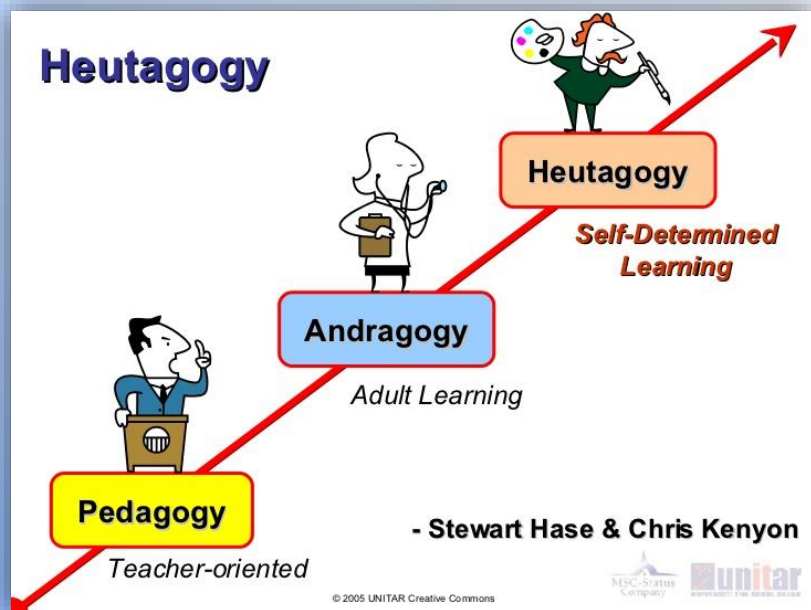 Heutagogy
Heutagogy
Self-Determined
Learning
Andragogy
Adult Learning
Pedagogy
Teacher-oriented
- Stewart Hase & Chris Kenyon
MSC-Status
Company
unitar
© 2005 UNITAR Creative Commons